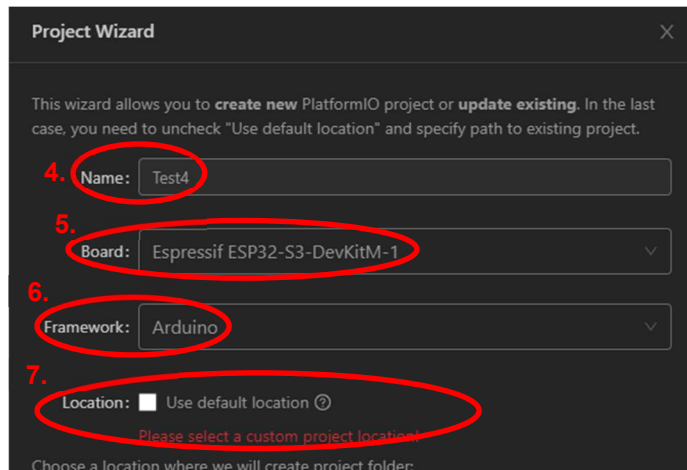 Project Wizard
This wizard allows you to create new PlatformIO project or update existing. In the last
case, you need to uncheck "Use default location" and specify path to existing project.
4. Name: Test4
5.
Board: Espressif ESP32-S3-DevKitM-1
6.
Framework: Arduino
7.
Location: Use default location ?
Please select a custom project location!
Choose a location where we will create project folder: